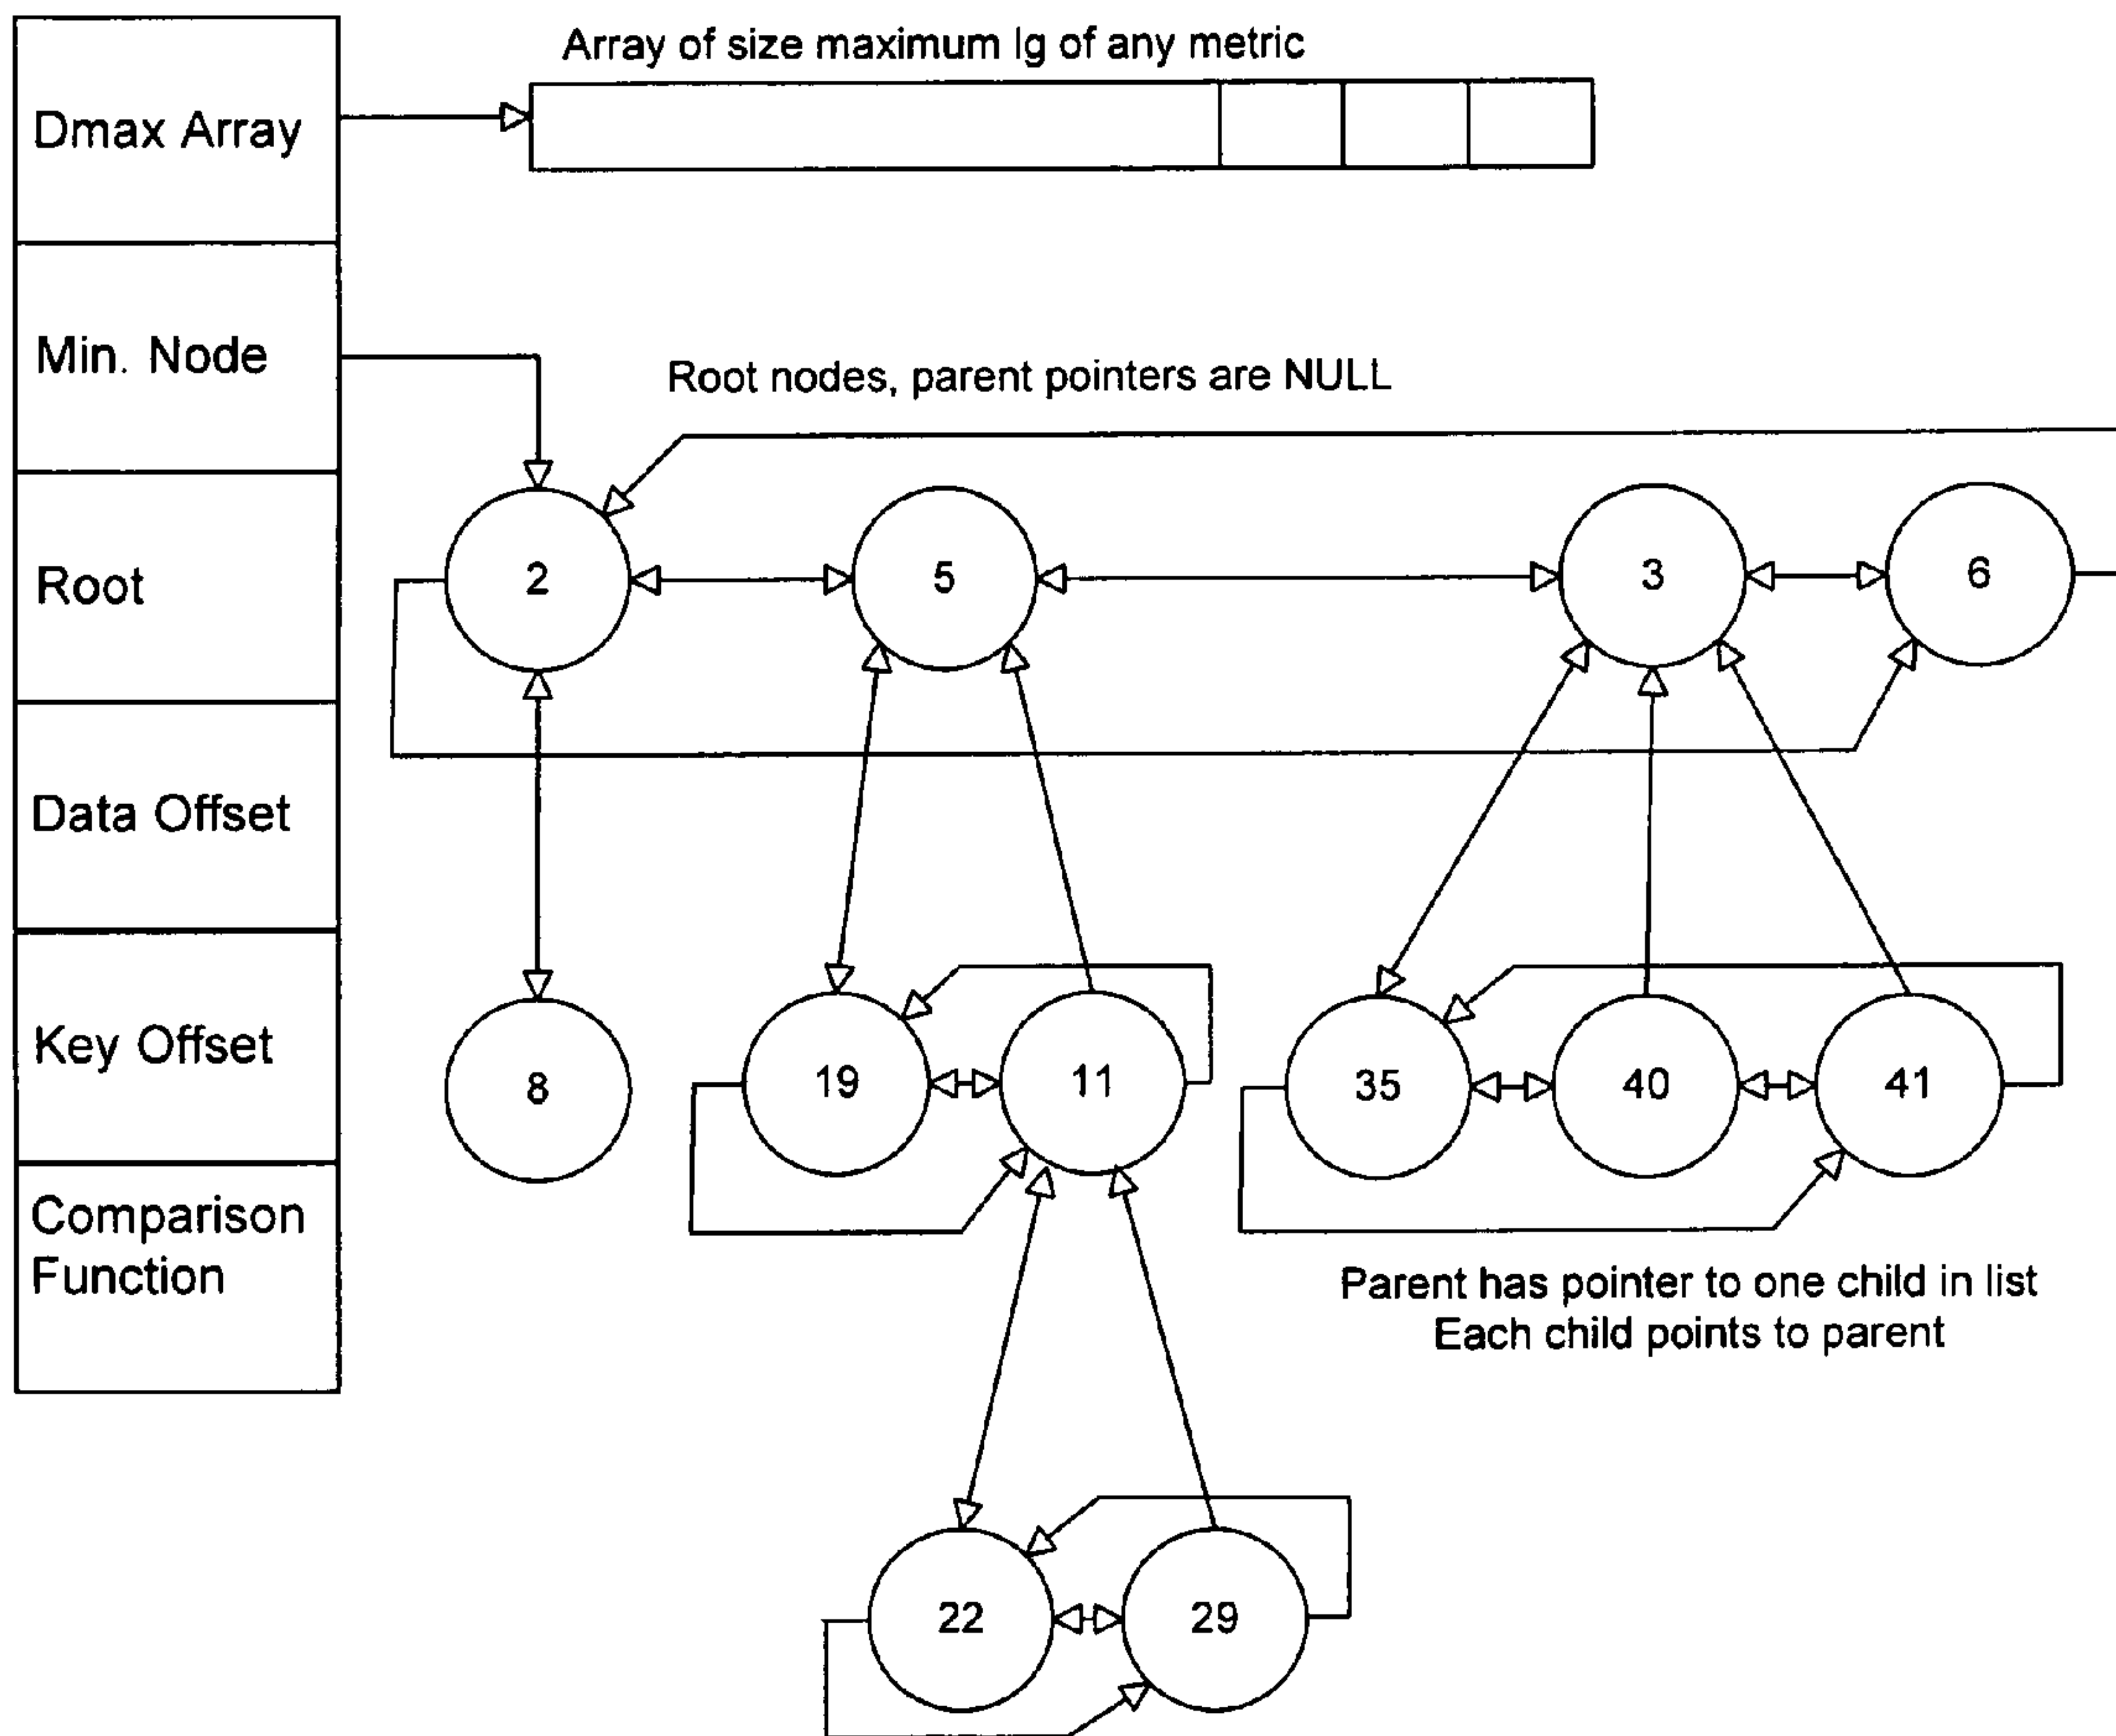 Array of size maximum lg of any metric
Dmax Array
Min. Node
Root nodes, parent pointers are NULL
Root
2
5
3
6
Data Offset
Key Offset
8
19
11
35
40
41
Comparison
Function
Parent has pointer to one child in list
Each child points to parent
22
29